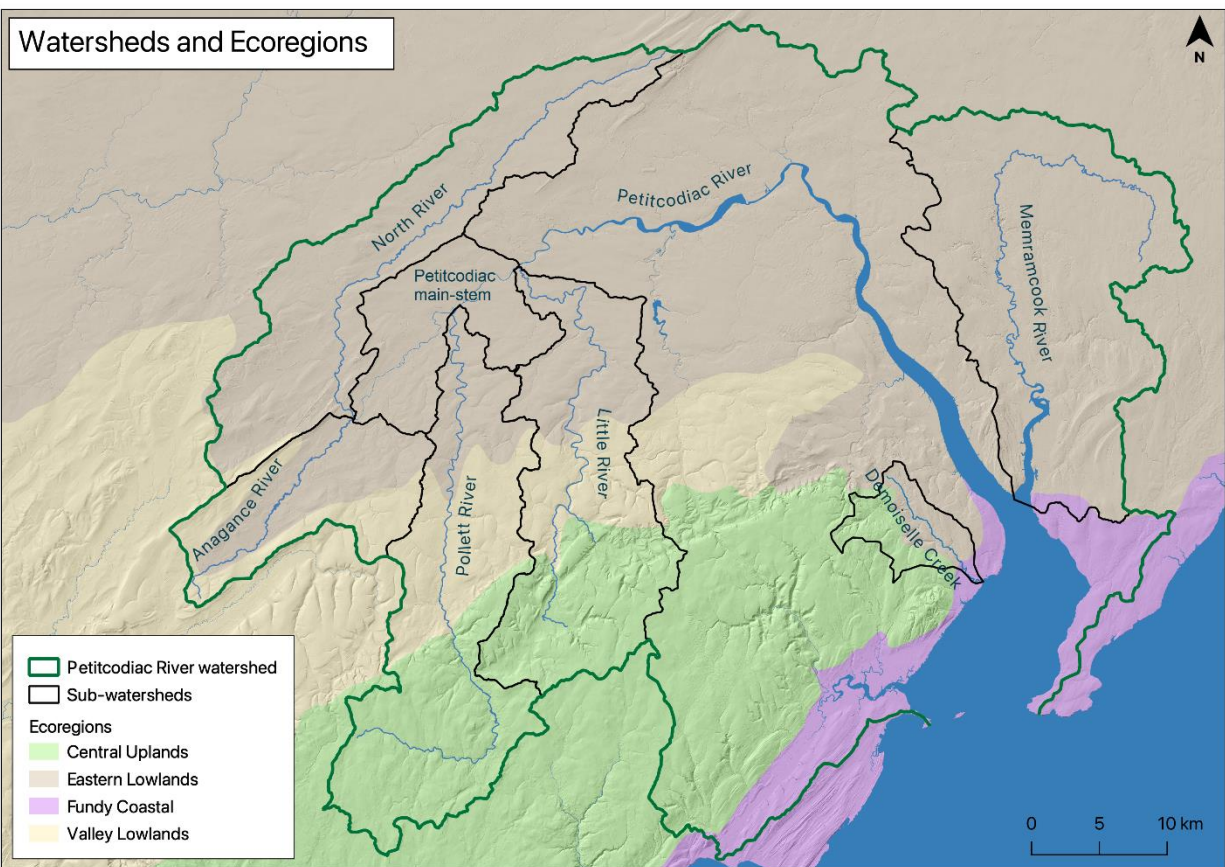 Watersheds and Ecoregions
N
North River
Petitcodiac River
Memramcook River
Petitcodiac
main-stem
Little River
Anagance River
Pollett River
Demoiselle Creek
Petitcodiac River watershed
Sub-watersheds
Ecoregions
Central Uplands
Eastern Lowlands
Fundy Coastal
Valley Lowlands
0 5 10 km